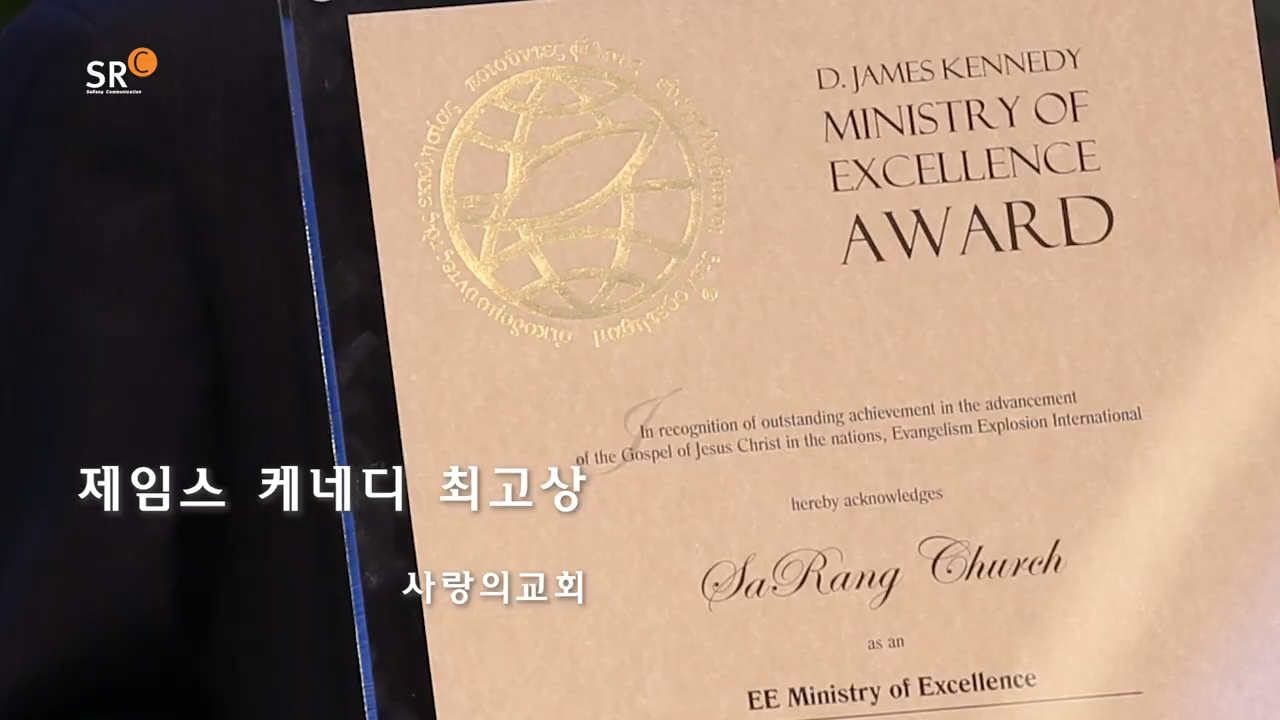 SRC
SaRang Communication
D. JAMES KENNEDY
MINISTRY OF
EXCELLENCE
AWARD
In recognition of outstanding achievement in the advancement
of the Gospel of Jesus Christ in the nations, Evangelism Explosion International
hereby acknowledges
제임스 케네디 최고상
SaRang Church
사랑의교회
as an
EE Ministry of Excellence